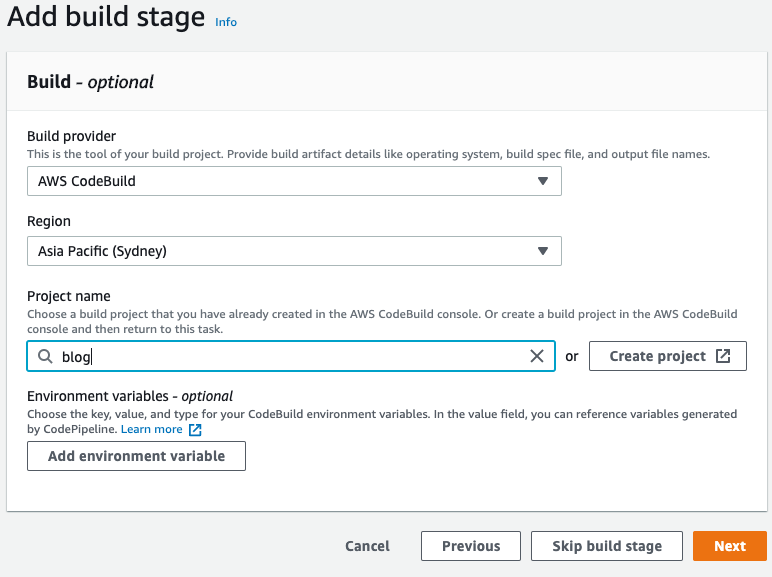 Add build stage Info
Build - optional
Build provider
This is the tool of your build project. Provide build artifact details like operating system, build spec file, and output file names.
AWS CodeBuild
Region
Asia Pacific (Sydney)
Project name
Choose a build project that you have already created in the AWS CodeBuild console. Or create a build project in the AWS CodeBuild
console and then return to this task.
blog or Create project
Environment variables - optional
Choose the key, value, and type for your CodeBuild environment variables. In the value field, you can reference variables generated
by CodePipeline. Learn more
Add environment variable
Cancel Previous Skip build stage Next